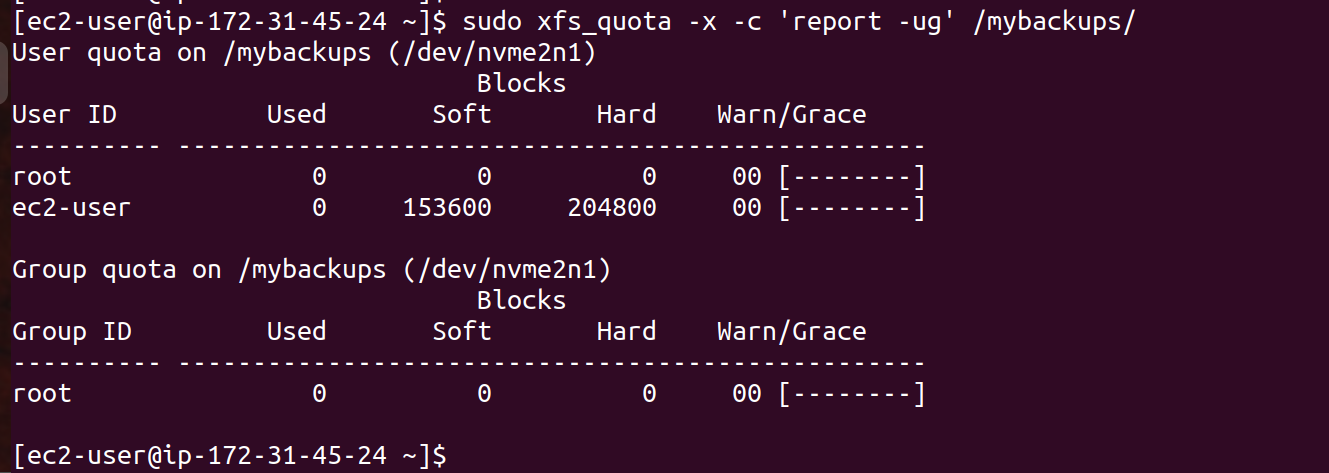 [ec2-user@ip-172-31-45-24 ~]$ sudo xfs_quota -x -c 'report -ug' /mybackups/
User quota on /mybackups (/dev/nvme2n1)
                               Blocks
User ID          Used       Soft       Hard    Warn/Grace
---------- --------------------------------------------------
root                0          0          0     00 [--------]
ec2-user            0     153600     204800     00 [--------]

Group quota on /mybackups (/dev/nvme2n1)
                               Blocks
Group ID         Used       Soft       Hard    Warn/Grace
---------- --------------------------------------------------
root                0          0          0     00 [--------]

[ec2-user@ip-172-31-45-24 ~]$